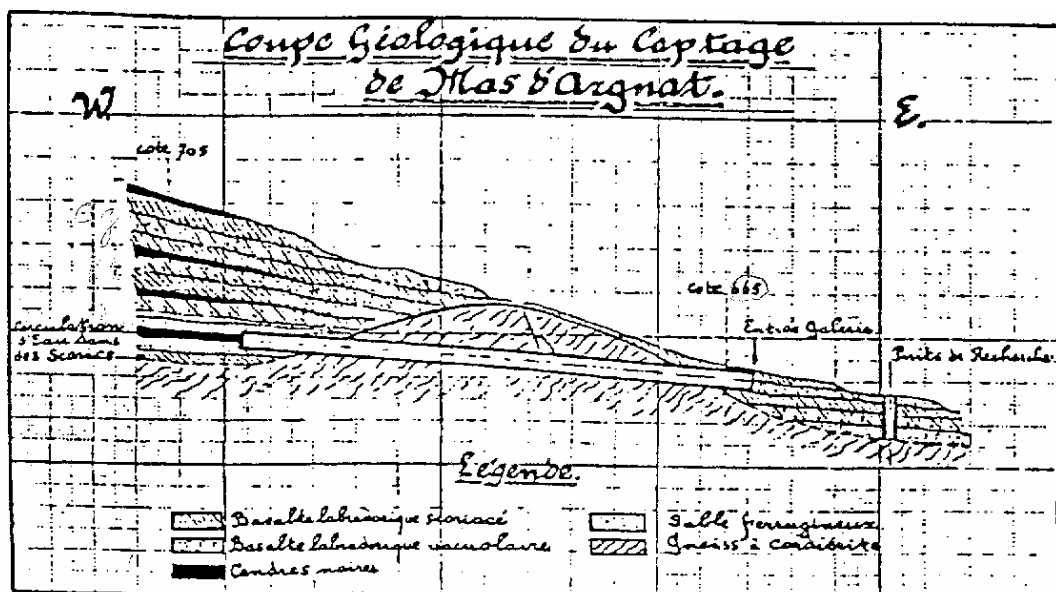 Coupe Géologique du Captage
de Mas d'Argnat.
W.
E.
cote 705
cote 665
Entrée Galerie
Puits de Recherche
Circulation
d'Eau dans
des Scories
Légende.
Basalte labradorique scoriacé
Basalte labradorique vacuolaire
Cendres noires
Sable ferrugineux
Gneiss à cordiérite